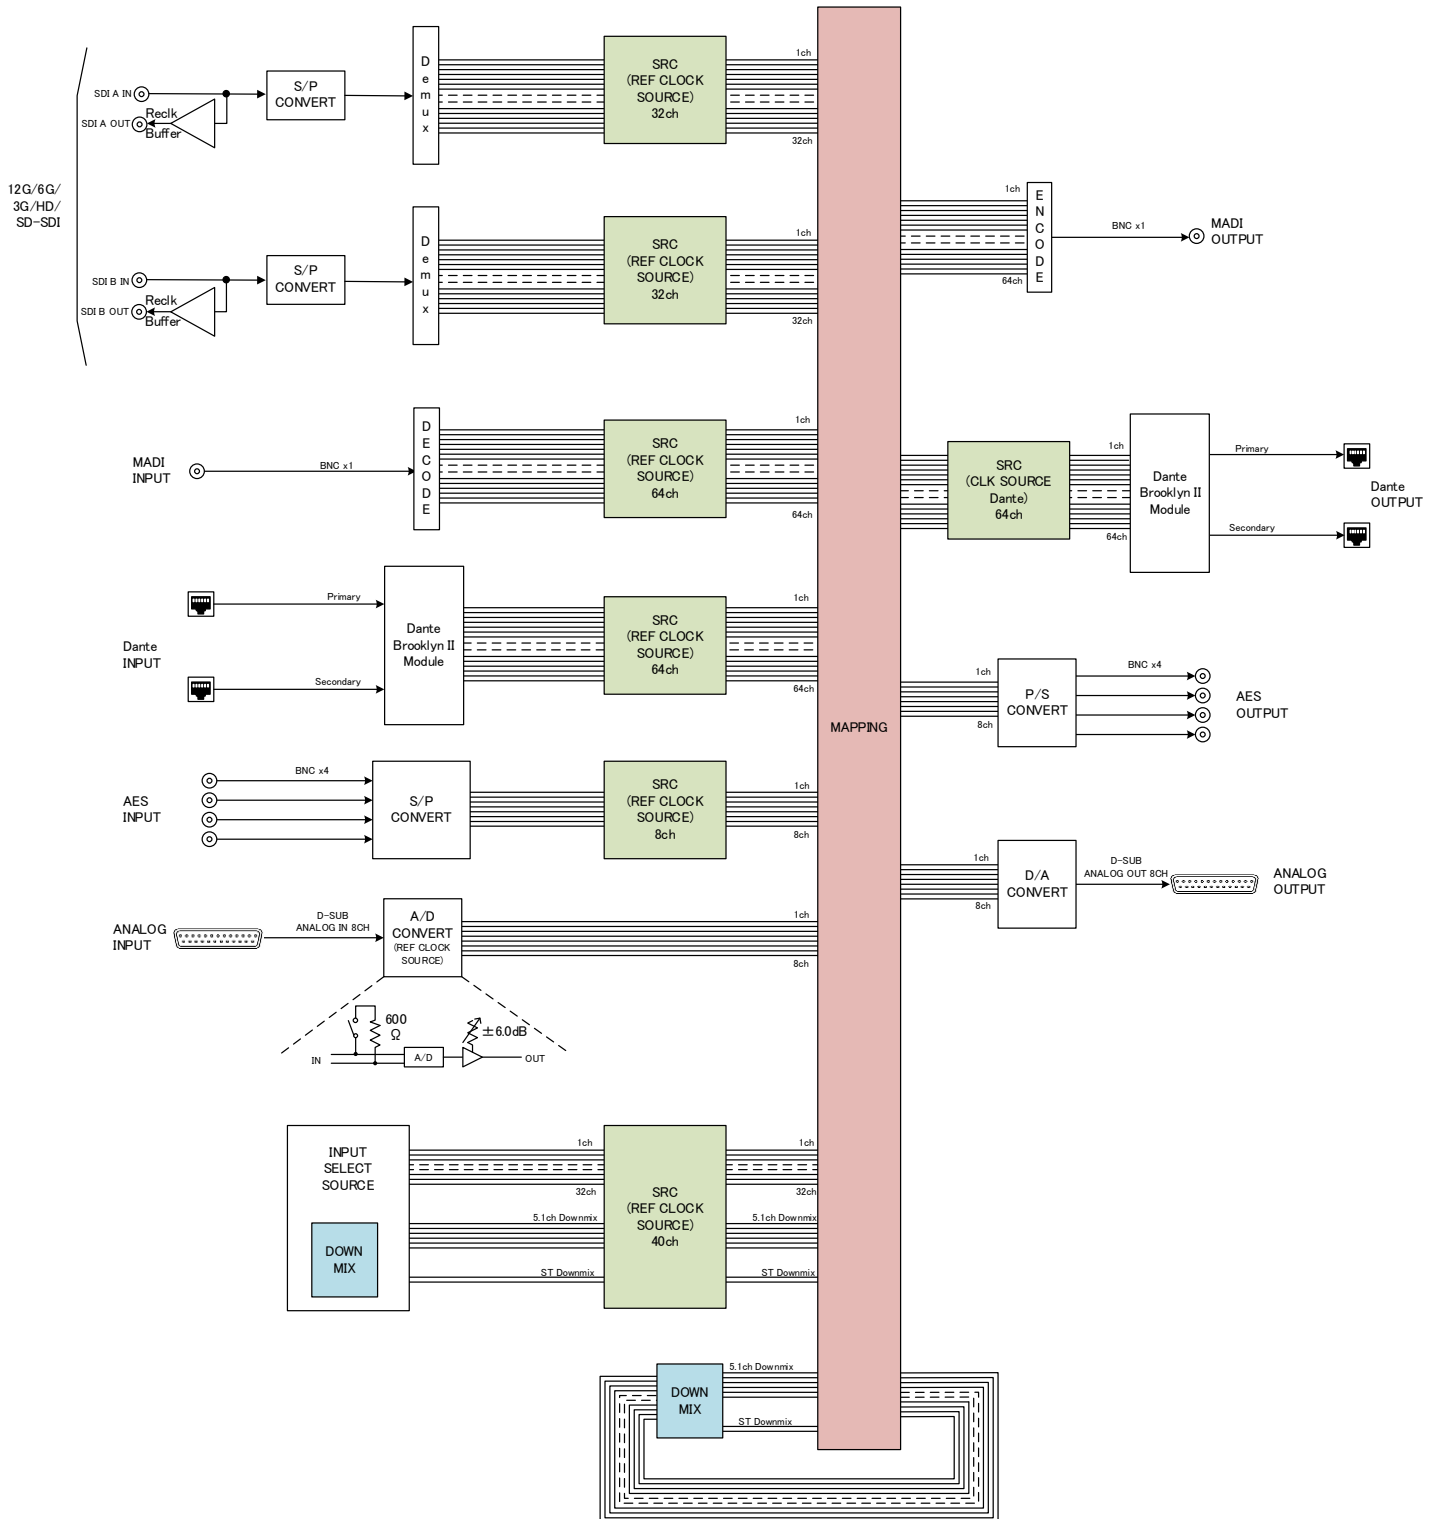 12G/6G/
3G/HD/
SD-SDI
SDI A IN
SDI A OUT
Reclk
Buffer
S/P
CONVERT
Demux
SRC
(REF CLOCK
SOURCE)
32ch
1ch
32ch
SDI B IN
SDI B OUT
Reclk
Buffer
S/P
CONVERT
Demux
SRC
(REF CLOCK
SOURCE)
32ch
1ch
32ch
MADI
INPUT
BNC x1
DECODE
SRC
(REF CLOCK
SOURCE)
64ch
1ch
64ch
Dante
INPUT
Primary
Secondary
Dante
Brooklyn II
Module
SRC
(REF CLOCK
SOURCE)
64ch
1ch
64ch
AES
INPUT
BNC x4
S/P
CONVERT
SRC
(REF CLOCK
SOURCE)
8ch
1ch
8ch
ANALOG
INPUT
D-SUB
ANALOG IN 8CH
A/D
CONVERT
(REF CLOCK
SOURCE)
1ch
8ch
600
Ω
±6.0dB
IN
A/D
OUT
INPUT
SELECT
SOURCE
DOWN
MIX
1ch
32ch
5.1ch Downmix
ST Downmix
SRC
(REF CLOCK
SOURCE)
40ch
1ch
32ch
5.1ch Downmix
ST Downmix
DOWN
MIX
5.1ch Downmix
ST Downmix
MAPPING
1ch
64ch
ENCODE
BNC x1
MADI
OUTPUT
SRC
(CLK SOURCE
Dante)
64ch
1ch
64ch
Dante
Brooklyn II
Module
Primary
Secondary
Dante
OUTPUT
1ch
8ch
P/S
CONVERT
BNC x4
AES
OUTPUT
1ch
8ch
D/A
CONVERT
D-SUB
ANALOG OUT 8CH
ANALOG
OUTPUT